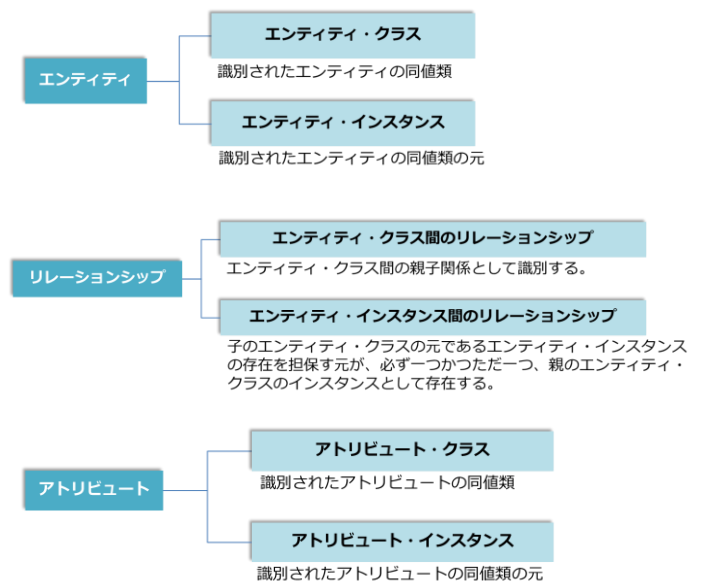 エンティティ
エンティティ・クラス
識別されたエンティティの同値類
エンティティ・インスタンス
識別されたエンティティの同値類の元
リレーションシップ
エンティティ・クラス間のリレーションシップ
エンティティ・クラス間の親子関係として識別する。
エンティティ・インスタンス間のリレーションシップ
子のエンティティ・クラスの元であるエンティティ・インスタンス
の存在を担保す元が、必ず一つかつただ一つ、親のエンティティ・
クラスのインスタンスとして存在する。
アトリビュート
アトリビュート・クラス
識別されたアトリビュートの同値類
アトリビュート・インスタンス
識別されたアトリビュートの同値類の元